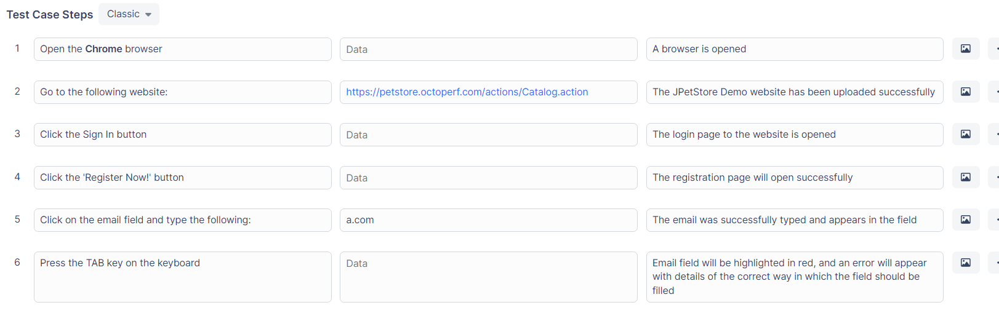 Test Case Steps Classic
1 Open the Chrome browser Data A browser is opened
2 Go to the following website: https://petstore.octoperf.com/actions/Catalog.action The JPetStore Demo website has been uploaded successfully
3 Click the Sign In button Data The login page to the website is opened
4 Click the 'Register Now!' button Data The registration page will open successfully
5 Click on the email field and type the following: a.com The email was successfully typed and appears in the field
6 Press the TAB key on the keyboard Data Email field will be highlighted in red, and an error will appear
with details of the correct way in which the field should be
filled